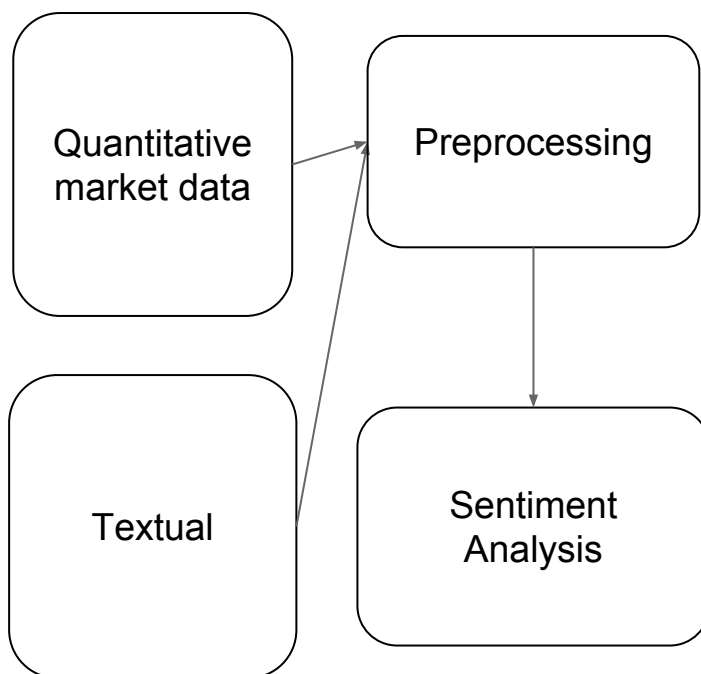 Quantitative
market data
Preprocessing
Textual
Sentiment
Analysis